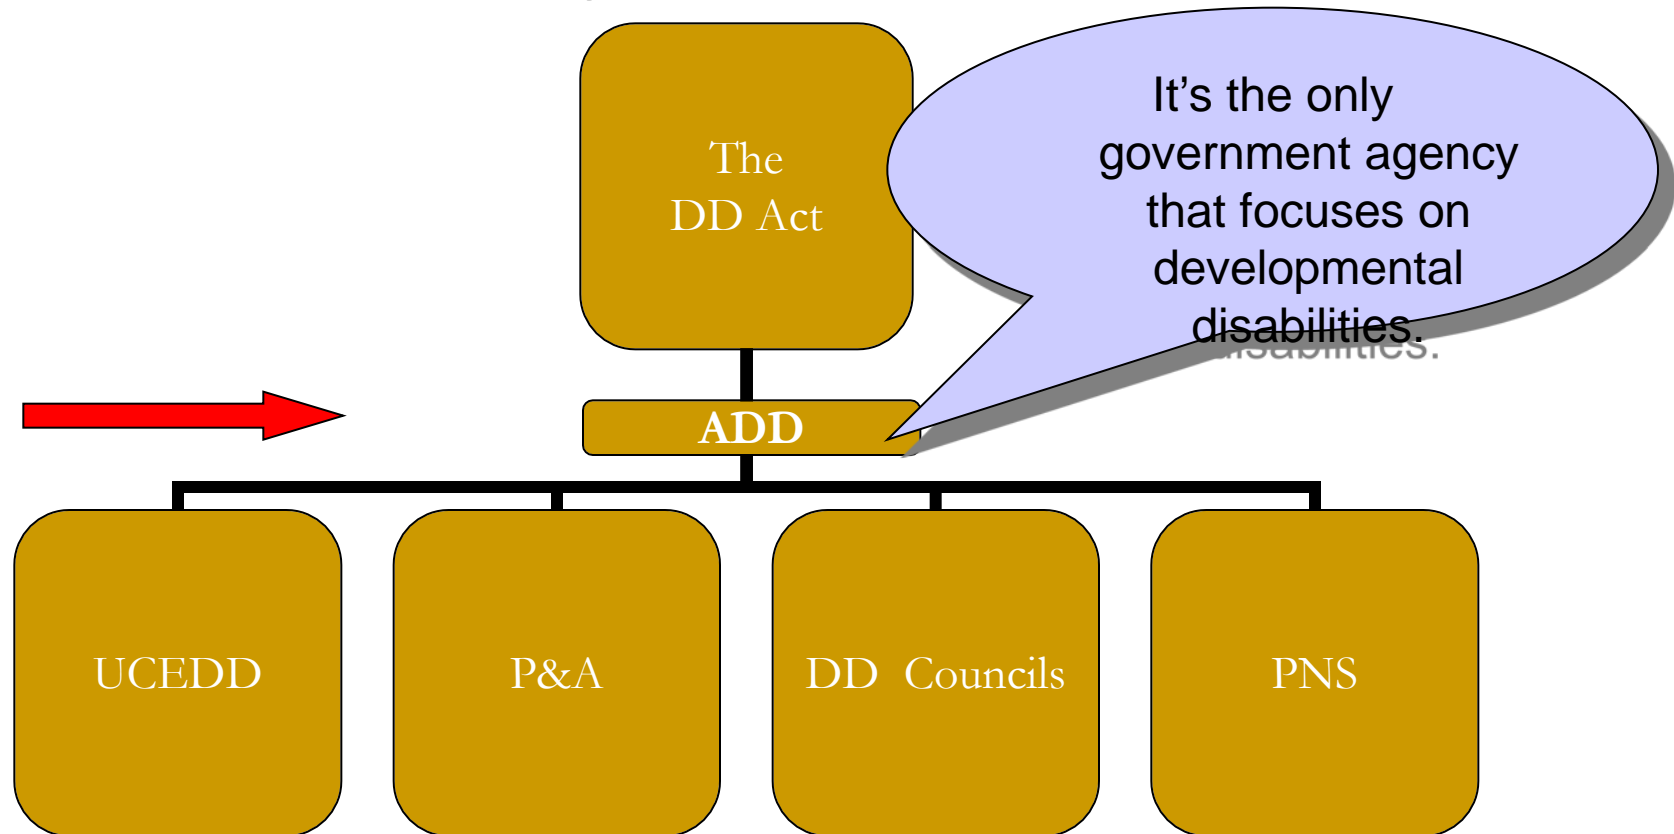 The
DD Act
It's the only
government agency
that focuses on
developmental
disabilities.
ADD
UCEDD
P&A
DD Councils
PNS